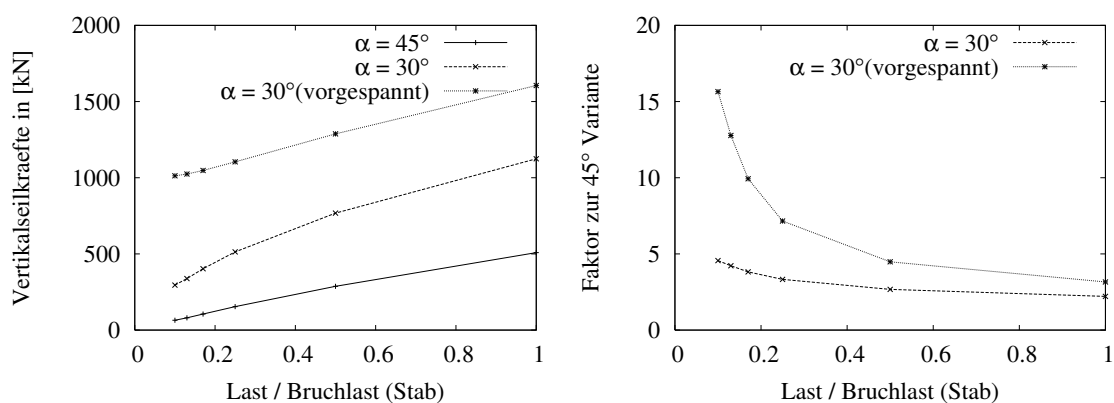 Vertikalseilkraefte in [kN]
2000
1500
1000
500
0
0 0.2 0.4 0.6 0.8 1
Last / Bruchlast (Stab)
α = 45°
α = 30°
α = 30°(vorgespannt)
Faktor zur 45° Variante
20
15
10
5
0
0 0.2 0.4 0.6 0.8 1
Last / Bruchlast (Stab)
α = 30°
α = 30°(vorgespannt)